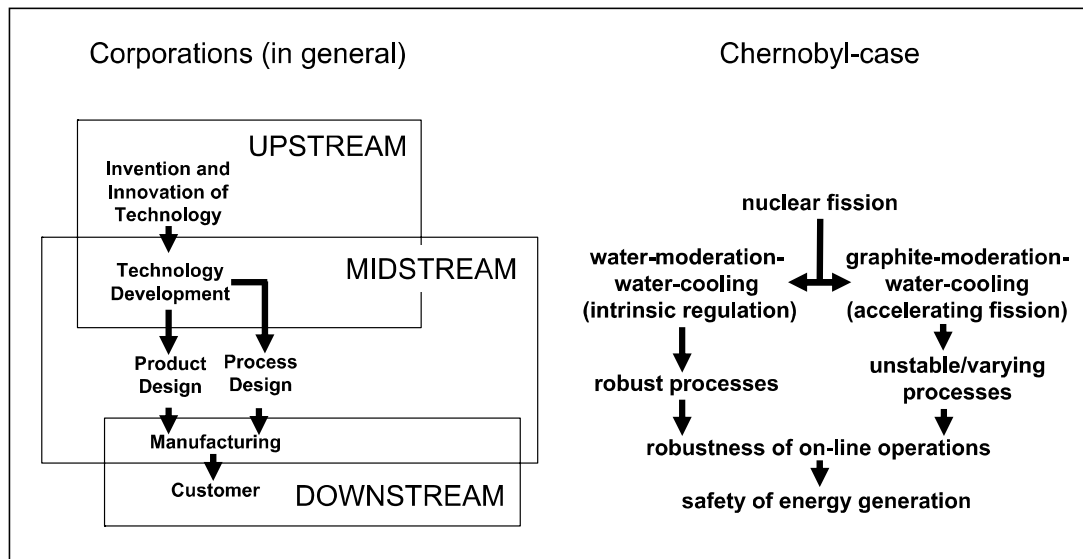 Corporations (in general)
UPSTREAM
Invention and
Innovation of
Technology
MIDSTREAM
Technology
Development
Product
Design
Process
Design
Manufacturing
Customer
DOWNSTREAM
Chernobyl-case
nuclear fission
water-moderation-
water-cooling
(intrinsic regulation)
graphite-moderation-
water-cooling
(accelerating fission)
robust processes
unstable/varying
processes
robustness of on-line operations
safety of energy generation